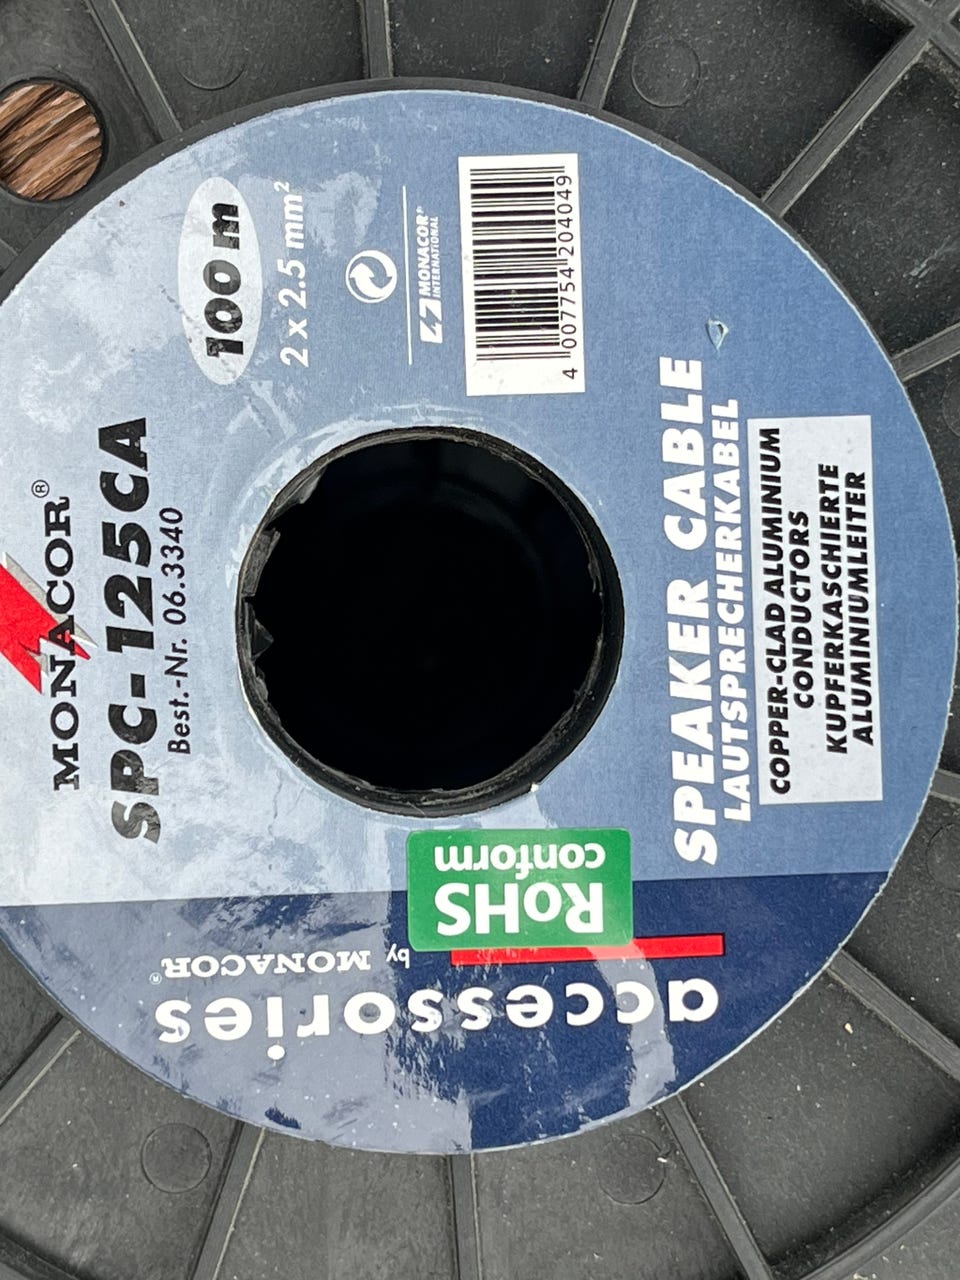 MONACOR®
SPC-125CA
Best.-Nr. 06.3340
100 m
2 x 2.5 mm²
MONACOR®
INTERNATIONAL
4 007754 204049
SPEAKER CABLE
LAUTSPRECHERKABEL
COPPER-CLAD ALUMINIUM
CONDUCTORS
KUPFERKASCHIERTE
ALUMINIUMLEITER
RoHS
conform
accessories
by MONACOR®